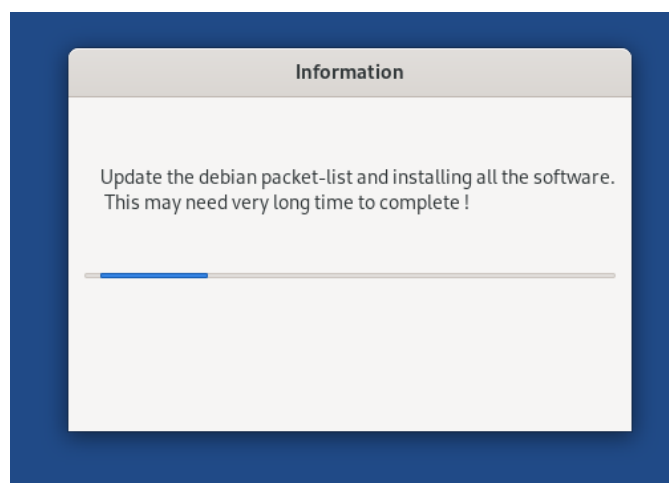 Information
Update the debian packet-list and installing all the software.
This may need very long time to complete !